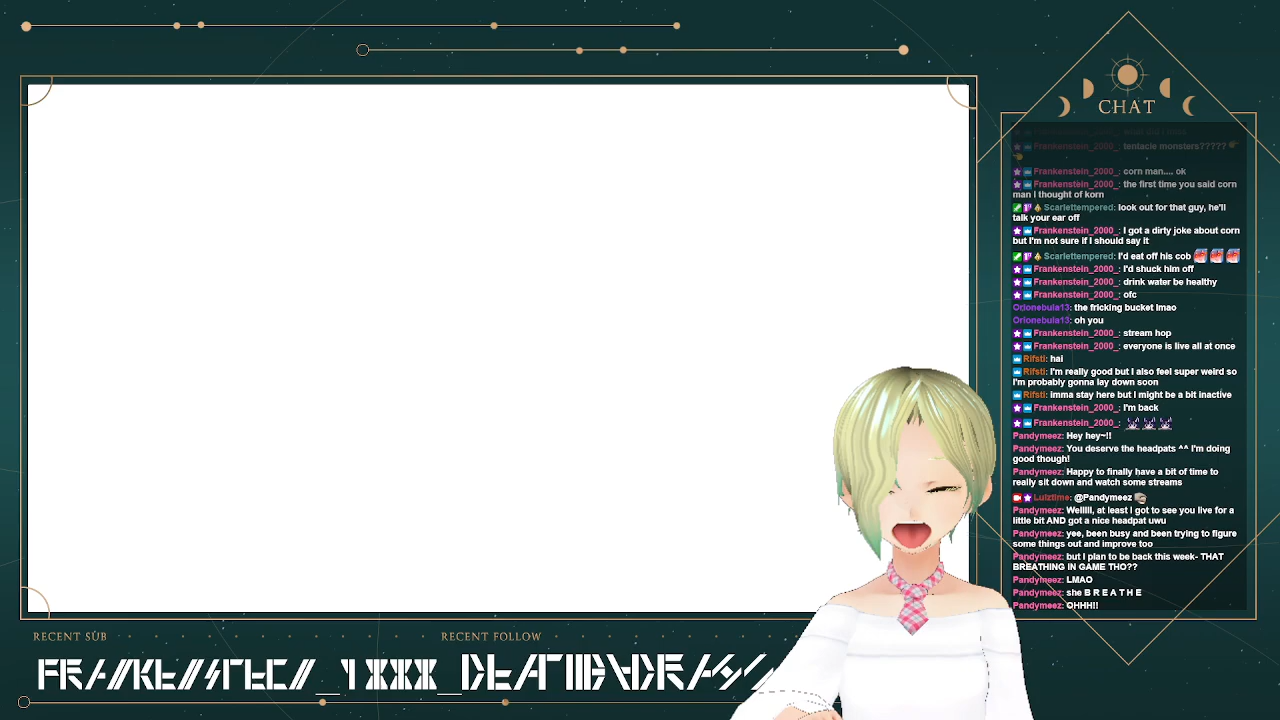 CHAT
Frankenstein_2000_: tentacle monsters?????
Frankenstein_2000_: corn man.... ok
Frankenstein_2000_: the first time you said corn
man I thought of korn
Scarlettempered: look out for that guy, he'll
talk your ear off
Frankenstein_2000_: I got a dirty joke about corn
but I'm not sure if I should say it
Scarlettempered: I'd eat off his cob
Frankenstein_2000_: I'd shuck him off
Frankenstein_2000_: drink water be healthy
Frankenstein_2000_: ofc
Orionebula13: the fricking bucket lmao
Orionebula13: oh you
Frankenstein_2000_: stream hop
Frankenstein_2000_: everyone is live all at once
Rifsti: hai
Rifsti: I'm really good but I also feel super weird so
I'm probably gonna lay down soon
Rifsti: imma stay here but I might be a bit inactive
Frankenstein_2000_: I'm back
Frankenstein_2000_:
Pandymeez: Hey hey~!!
Pandymeez: You deserve the headpats ^^ I'm doing
good though!
Pandymeez: Happy to finally have a bit of time to
really sit down and watch some streams
Luiztime: @Pandymeez
Pandymeez: Wellllll, at least I got to see you live for a
little bit AND got a nice headpat uwu
Pandymeez: yee, been busy and been trying to figure
some things out and improve too
Pandymeez: but I plan to be back this week- THAT
BREATHING IN GAME THO??
Pandymeez: LMAO
Pandymeez: she B R E A T H E
Pandymeez: OHHH!!
RECENT SUB
RECENT FOLLOW